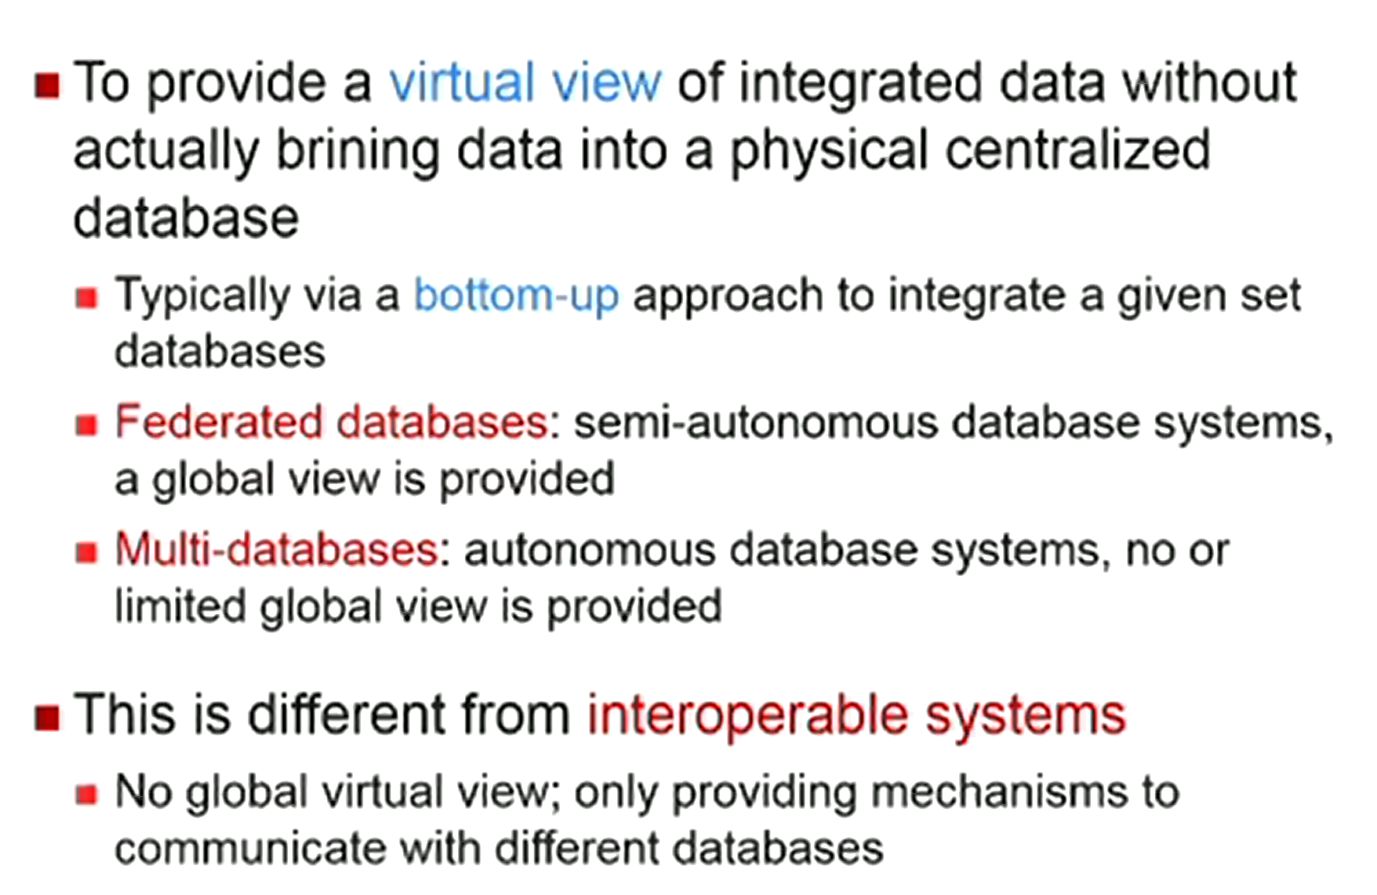 To provide a virtual view of integrated data without
actually brining data into a physical centralized
database
Typically via a bottom-up approach to integrate a given set
databases
Federated databases: semi-autonomous database systems,
a global view is provided
Multi-databases: autonomous database systems, no or
limited global view is provided
This is different from interoperable systems
No global virtual view; only providing mechanisms to
communicate with different databases